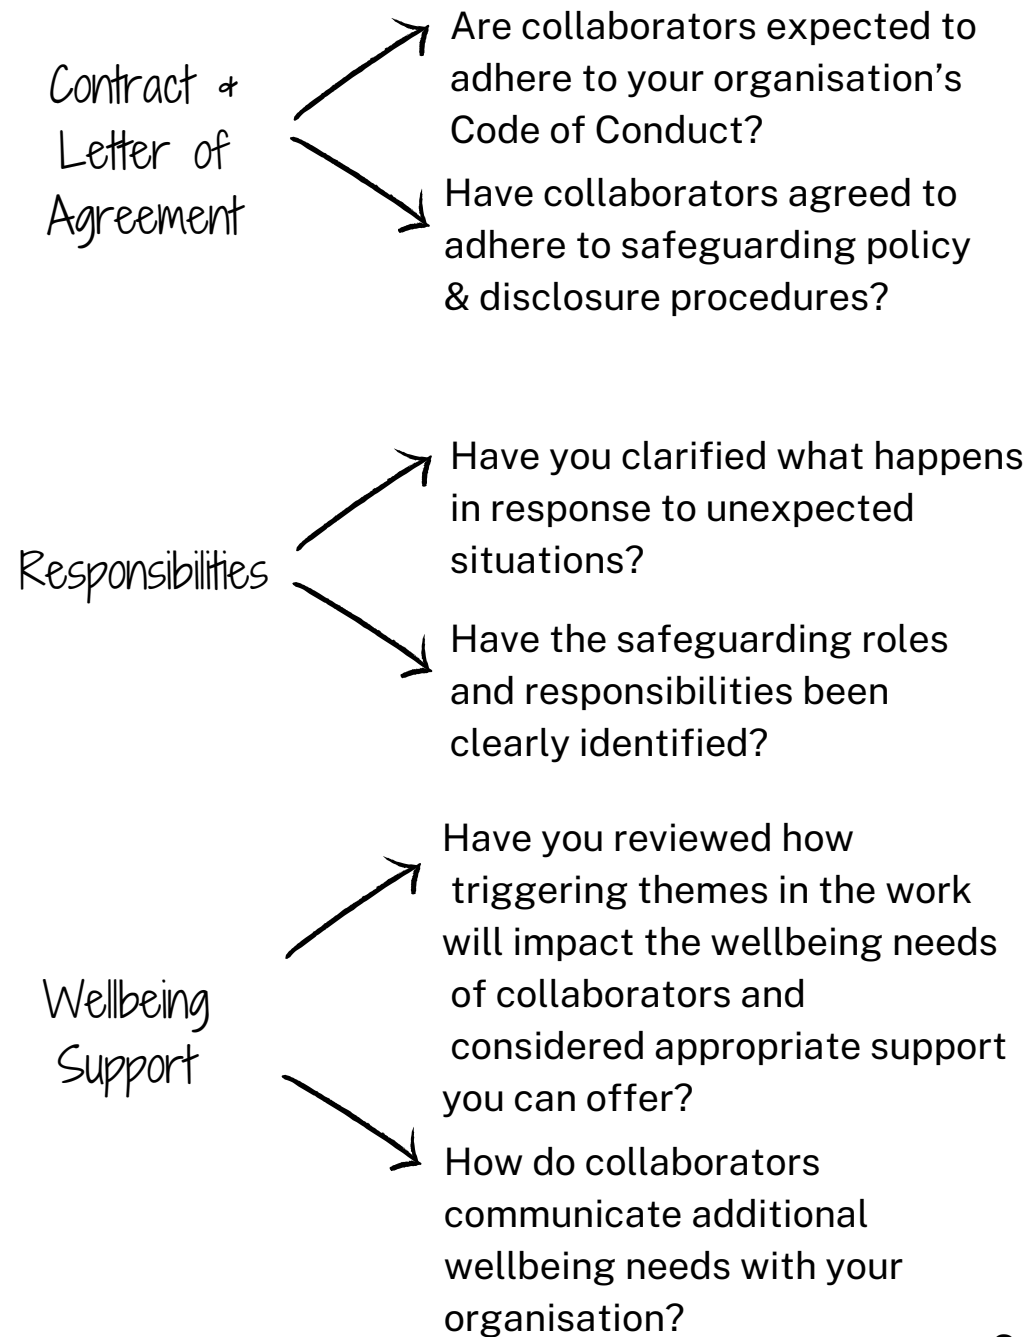 Contract &
Letter of
Agreement
Are collaborators expected to
adhere to your organisation’s
Code of Conduct?
Have collaborators agreed to
adhere to safeguarding policy
& disclosure procedures?
Responsibilities
Have you clarified what happens
in response to unexpected
situations?
Have the safeguarding roles
and responsibilities been
clearly identified?
Wellbeing
Support
Have you reviewed how
triggering themes in the work
will impact the wellbeing needs
of collaborators and
considered appropriate support
you can offer?
How do collaborators
communicate additional
wellbeing needs with your
organisation?